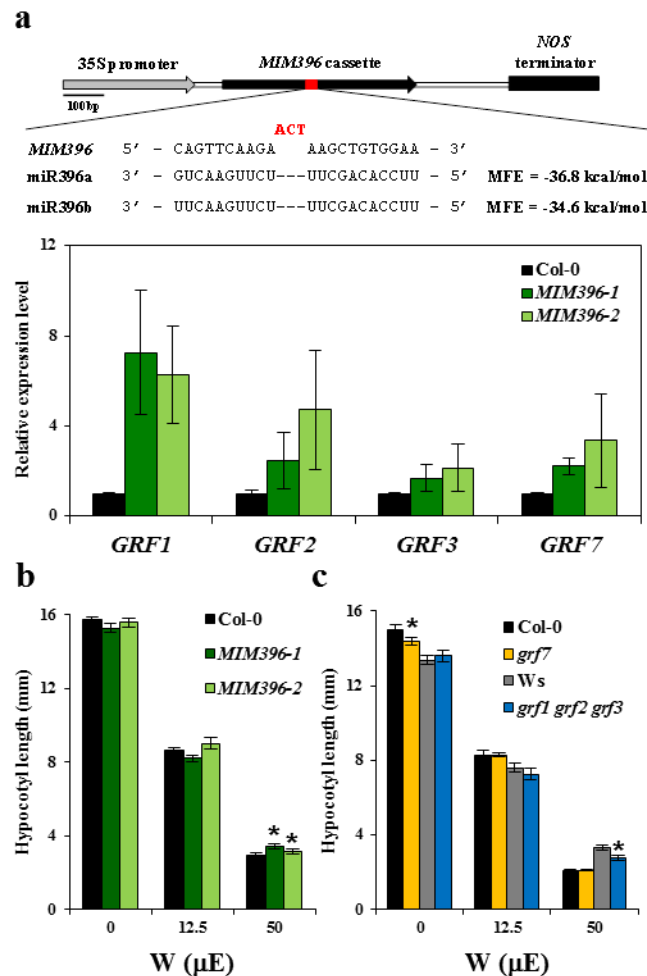 a
35S promoter
MIM396 cassette
NOS
terminator
100bp
ACT
MIM396 5′ - CAGTTCAAGA AAGCTGTGGAA - 3′
miR396a 3′ - GUCAAGUUCU---UUCGACACCUU - 5′ MFE = -36.8 kcal/mol
miR396b 3′ - UUCAAGUUCU---UUCGACACCUU - 5′ MFE = -34.6 kcal/mol
Relative expression level
12
8
4
0
Col-0
MIM396-1
MIM396-2
GRF1 GRF2 GRF3 GRF7
b
Hypocotyl length (mm)
16
12
8
4
0
Col-0
MIM396-1
MIM396-2
* *
0 12.5 50
W (µE)
c
Hypocotyl length (mm)
16
12
8
4
0
Col-0
grf7
Ws
grf1 grf2 grf3
*
*
0 12.5 50
W (µE)